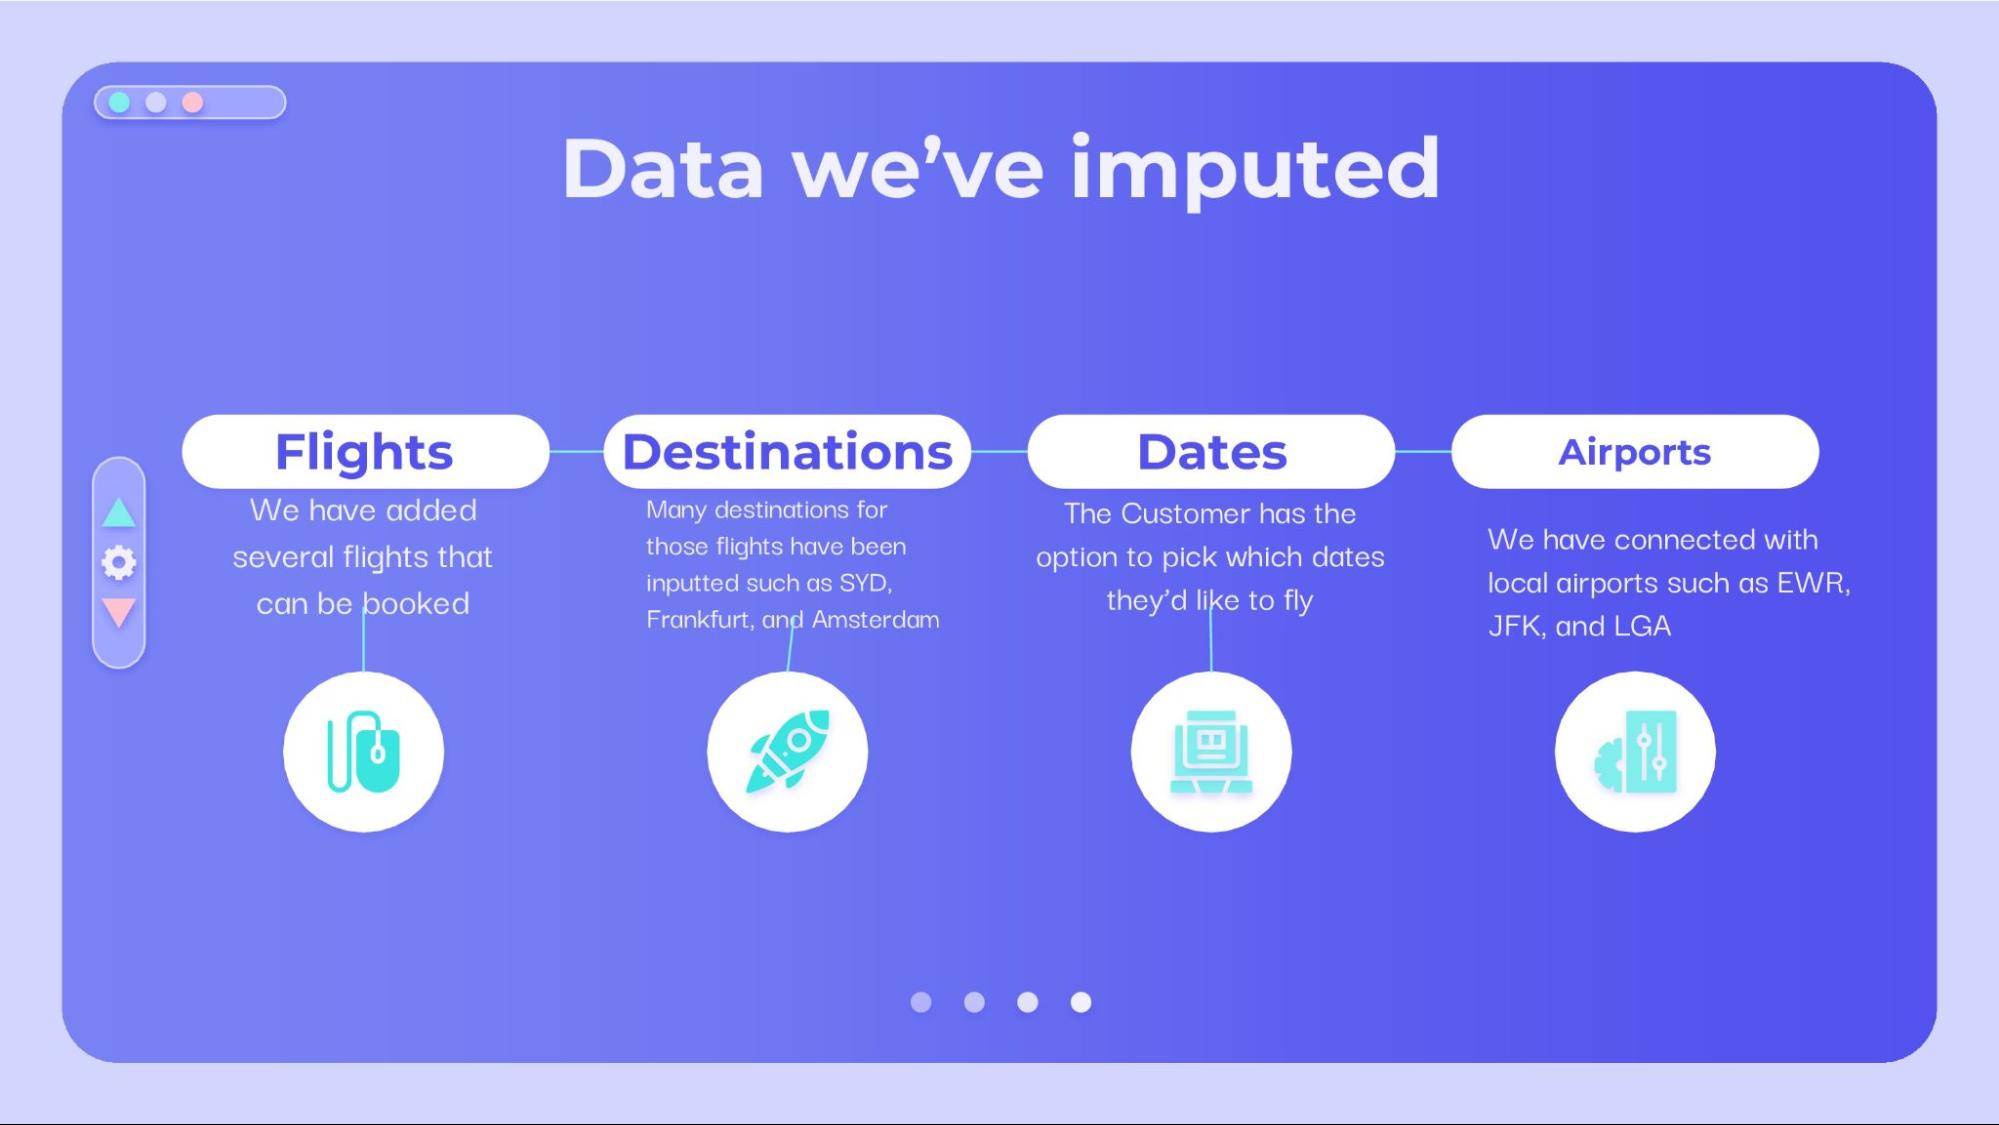 Data we’ve imputed
Flights
We have added
several flights that
can be booked
Destinations
Many destinations for
those flights have been
inputted such as SYD,
Frankfurt, and Amsterdam
Dates
The Customer has the
option to pick which dates
they’d like to fly
Airports
We have connected with
local airports such as EWR,
JFK, and LGA